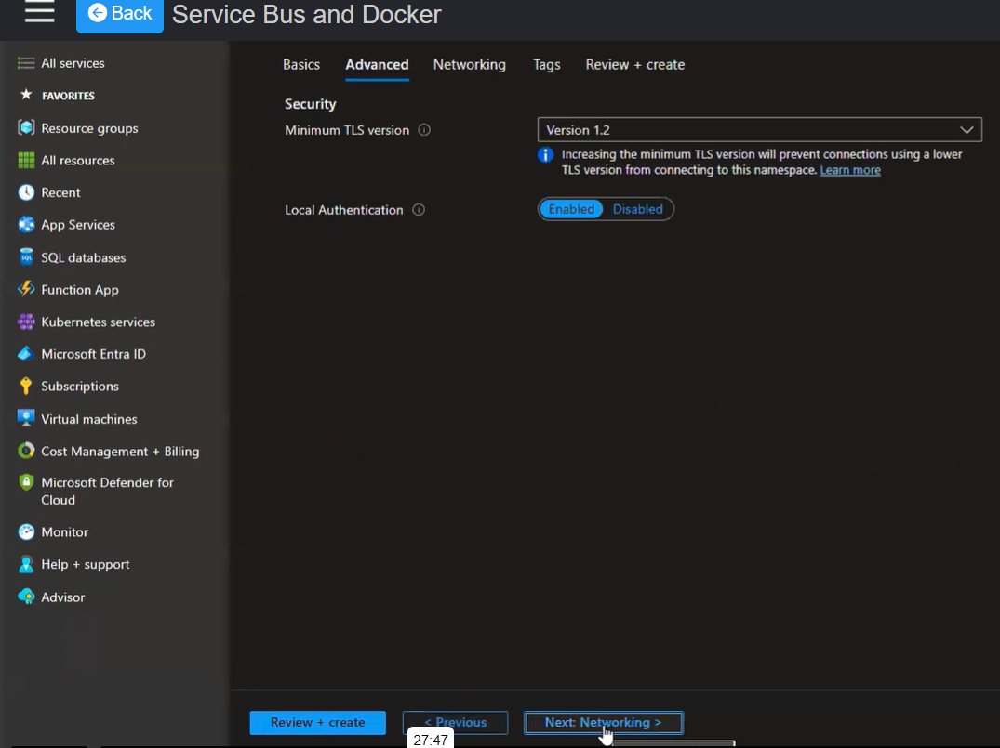 Back
Service Bus and Docker
All services
FAVORITES
Resource groups
All resources
Recent
App Services
SQL databases
Function App
Kubernetes services
Microsoft Entra ID
Subscriptions
Virtual machines
Cost Management + Billing
Microsoft Defender for
Cloud
Monitor
Help + support
Advisor
Basics
Advanced
Networking
Tags
Review + create
Security
Minimum TLS version
Version 1.2
Increasing the minimum TLS version will prevent connections using a lower
TLS version from connecting to this namespace. Learn more
Local Authentication
Enabled
Disabled
Review + create
< Previous
Next: Networking >
27:47